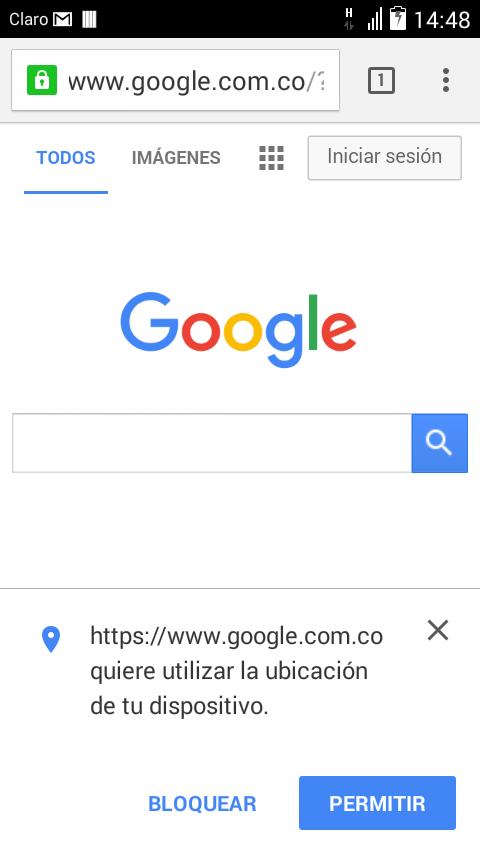 Claro H 14:48
www.google.com.co/? 1
TODOS IMÁGENES Iniciar sesión
Google
https://www.google.com.co
quiere utilizar la ubicación
de tu dispositivo.
BLOQUEAR PERMITIR